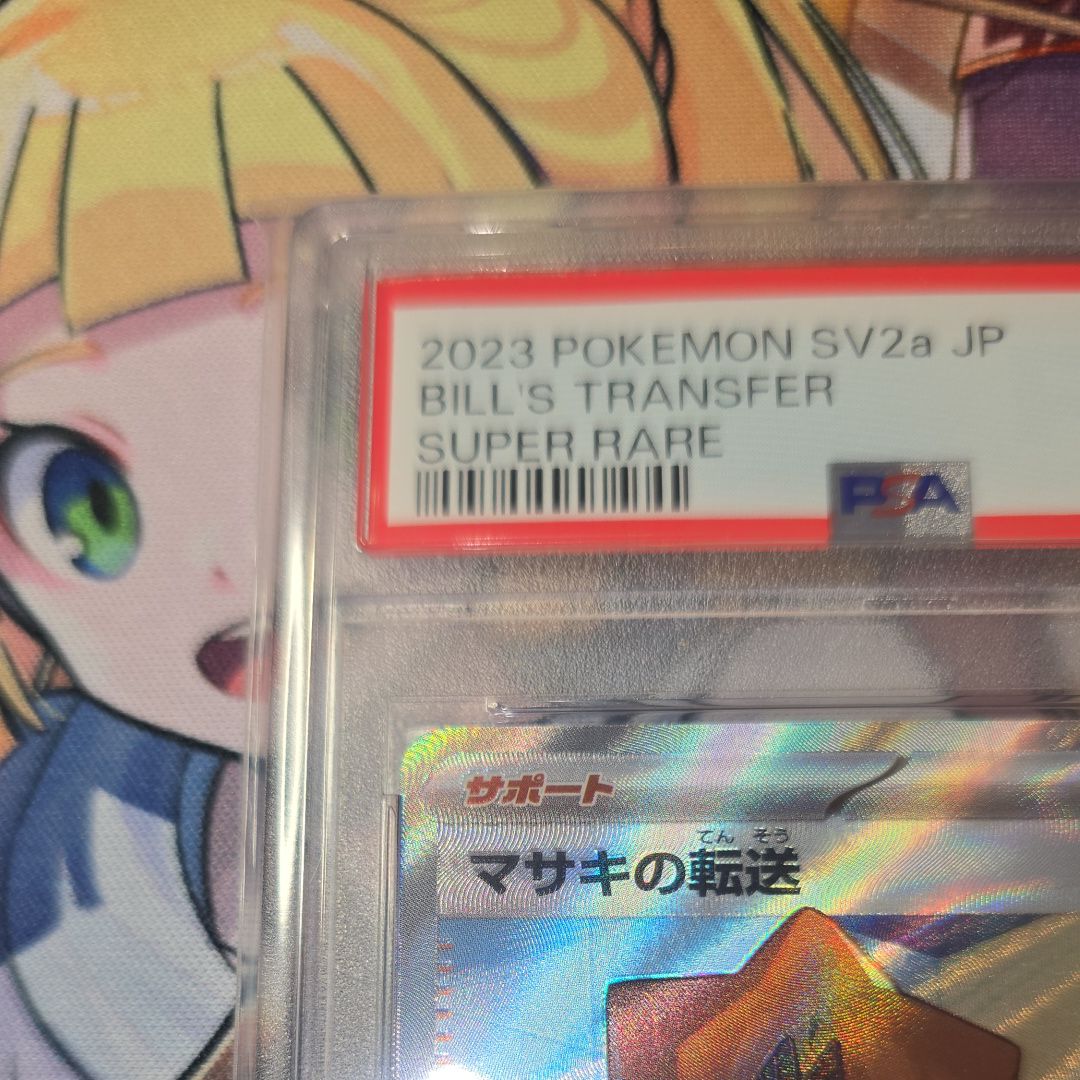 2023 POKEMON SV2a JP
BILL'S TRANSFER
SUPER RARE
PSA
サポート
てん そう
マサキの転送